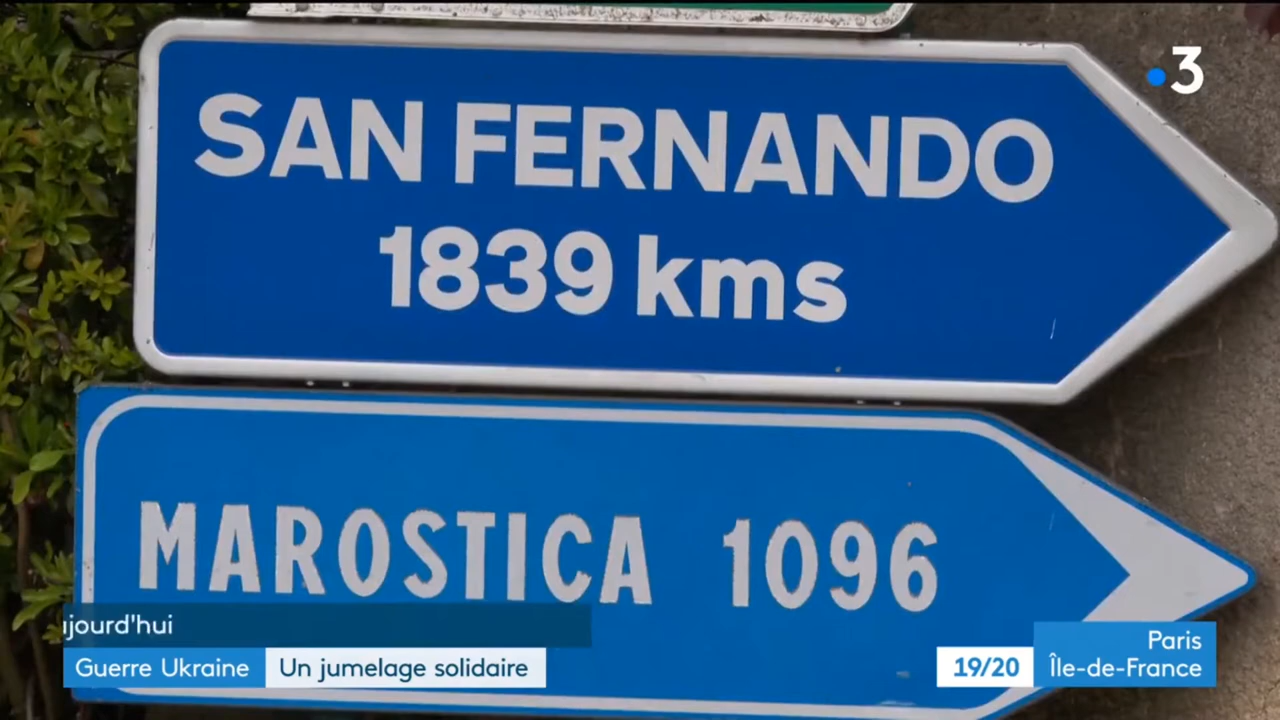 SAN FERNANDO
1839 kms
3
MAROSTICA 1096
ujourd'hui
Guerre Ukraine Un jumelage solidaire
19/20
Paris
Île-de-France